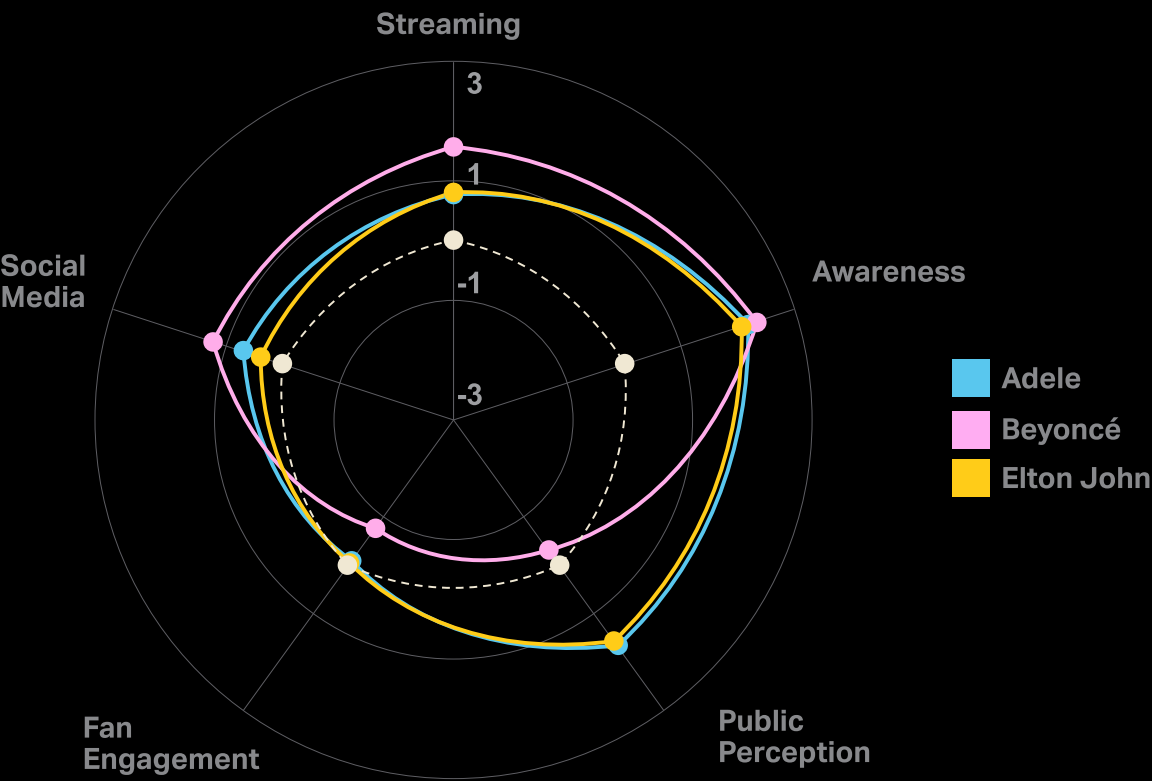 Streaming
3
1
-1
-3
Social
Media
Awareness
Adele
Beyoncé
Elton John
Fan
Engagement
Public
Perception